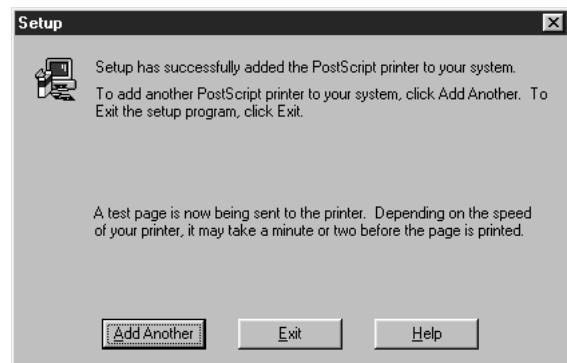 Setup
Setup has successfully added the PostScript printer to your system.
To add another PostScript printer to your system, click Add Another. To
Exit the setup program, click Exit.
A test page is now being sent to the printer. Depending on the speed
of your printer, it may take a minute or two before the page is printed.
Add Another
Exit
Help